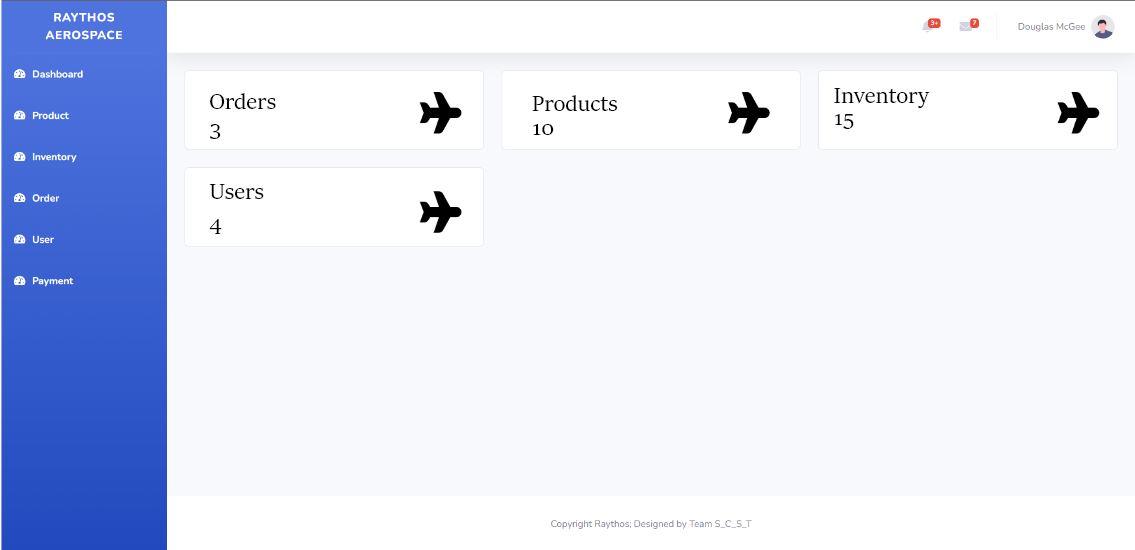 RAYTHOS
AEROSPACE
Dashboard
Product
Inventory
Order
User
Payment
3+
7
Douglas McGee
Orders
3
Products
10
Inventory
15
Users
4
Copyright Raythos; Designed by Team S_C_S_T